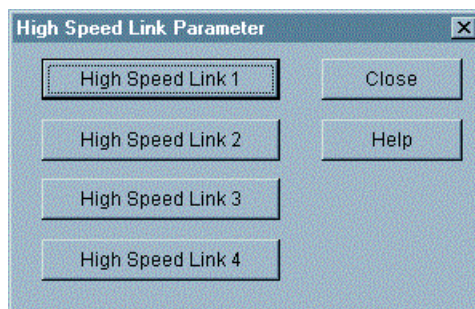 High Speed Link Parameter
High Speed Link 1
Close
High Speed Link 2
Help
High Speed Link 3
High Speed Link 4